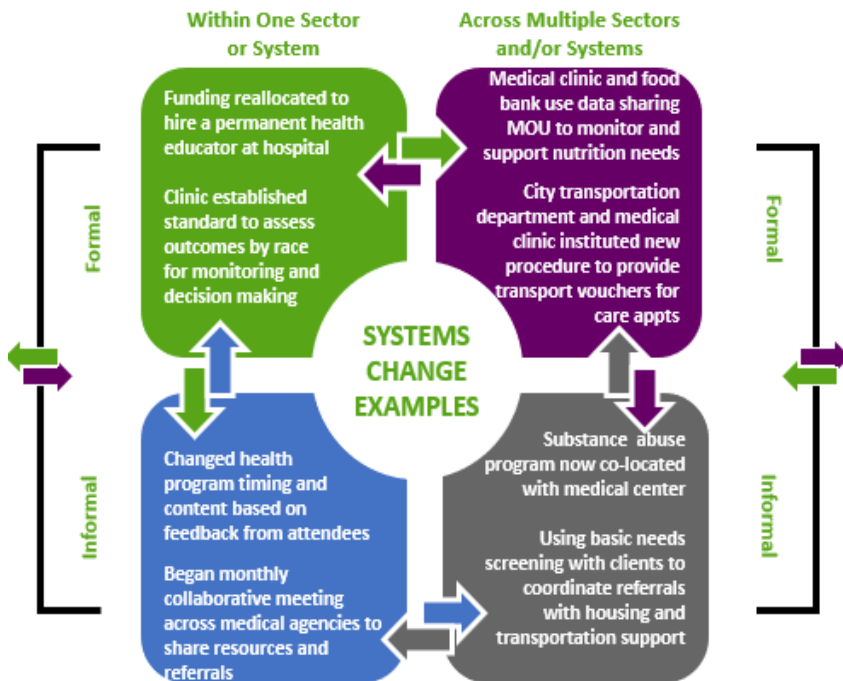 Within One Sector
or System
Across Multiple Sectors
and/or Systems
Funding reallocated to
hire a permanent health
educator at hospital
Clinic established
standard to assess
outcomes by race
for monitoring and
decision making
Medical clinic and food
bank use data sharing
MOU to monitor and
support nutrition needs
City transportation
department and medical
clinic instituted new
procedure to provide
transport vouchers for
care appts
Formal
Formal
SYSTEMS
CHANGE
EXAMPLES
Changed health
program timing and
content based on
feedback from attendees
Began monthly
collaborative meeting
across medical agencies to
share resources and
referrals
Substance abuse
program now co-located
with medical center
Using basic needs
screening with clients to
coordinate referrals
with housing and
transportation support
Informal
Informal